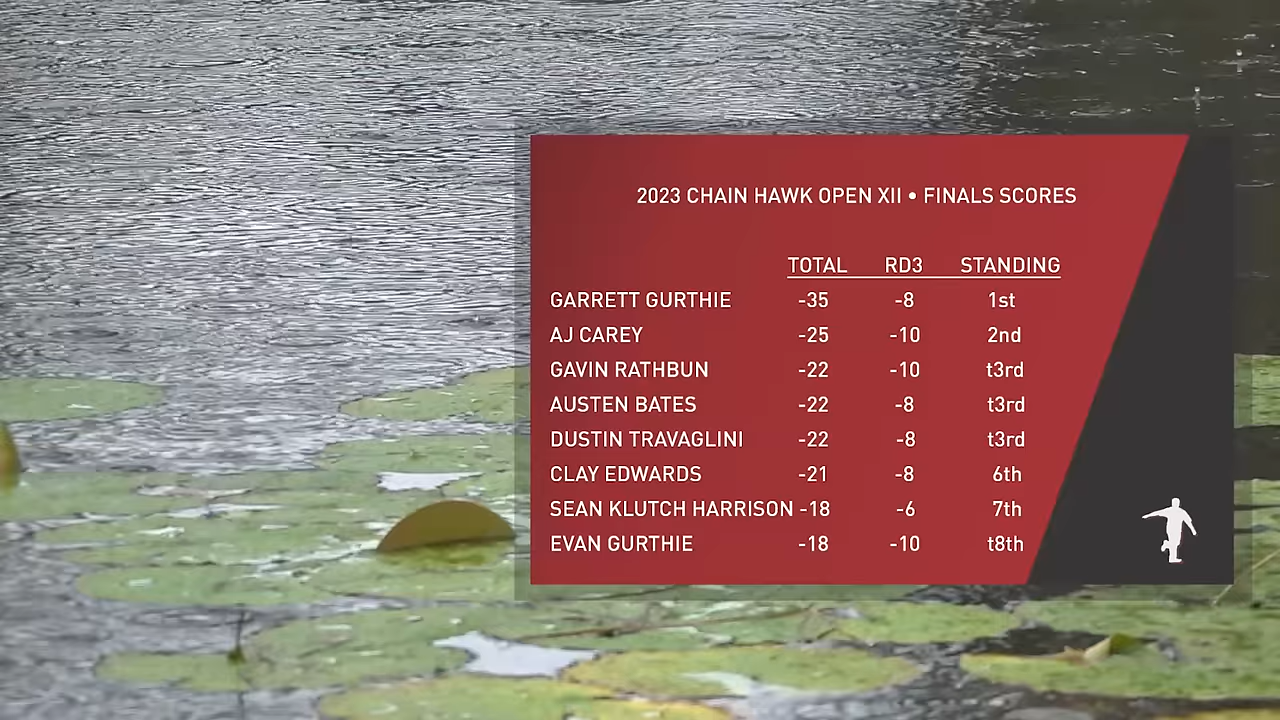 2023 CHAIN HAWK OPEN XII • FINALS SCORES
TOTAL RD3 STANDING
GARRETT GURTHIE -35 -8 1st
AJ CAREY -25 -10 2nd
GAVIN RATHBUN -22 -10 t3rd
AUSTEN BATES -22 -8 t3rd
DUSTIN TRAVAGLINI -22 -8 t3rd
CLAY EDWARDS -21 -8 6th
SEAN KLUTCH HARRISON -18 -6 7th
EVAN GURTHIE -18 -10 t8th